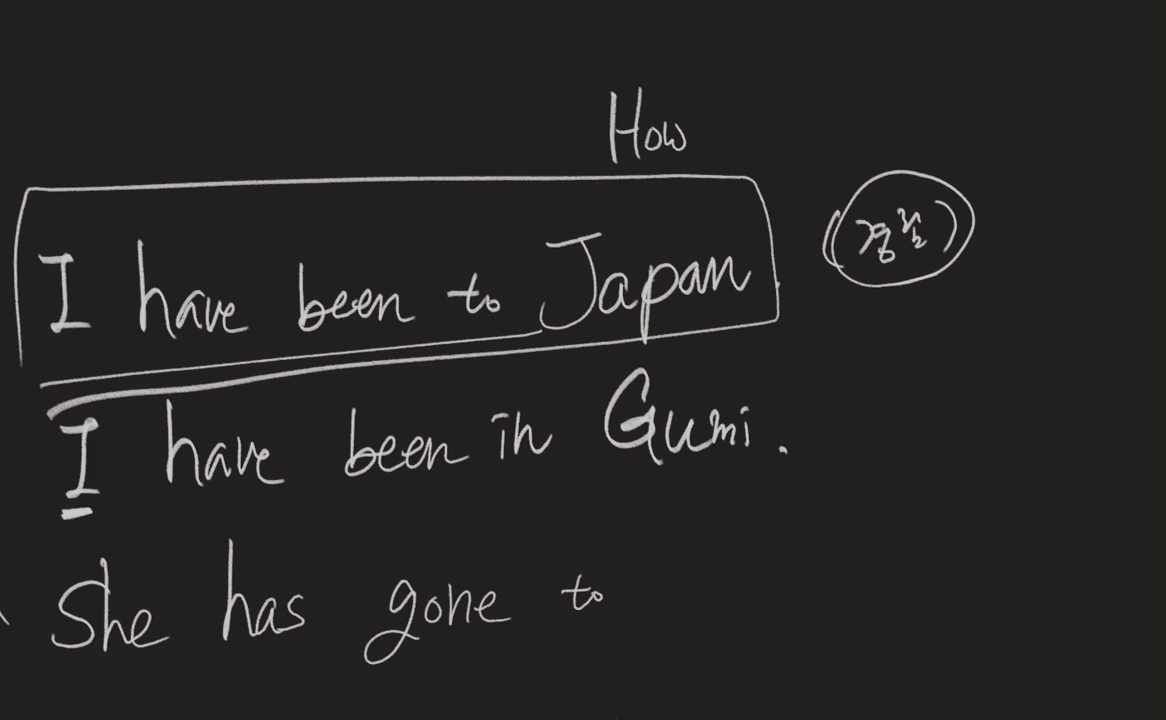 How
I have been to Japan. (경험)
I have been in Gumi.
She has gone to